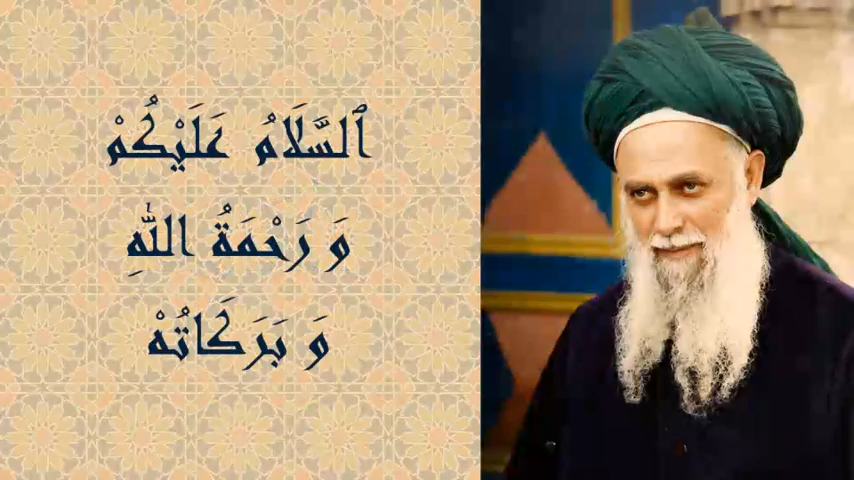 ٱلسَّلَامُ عَلَيْكُمْ
وَ رَحْمَةُ اللّٰهِ
وَ بَرَكَاتُهْ